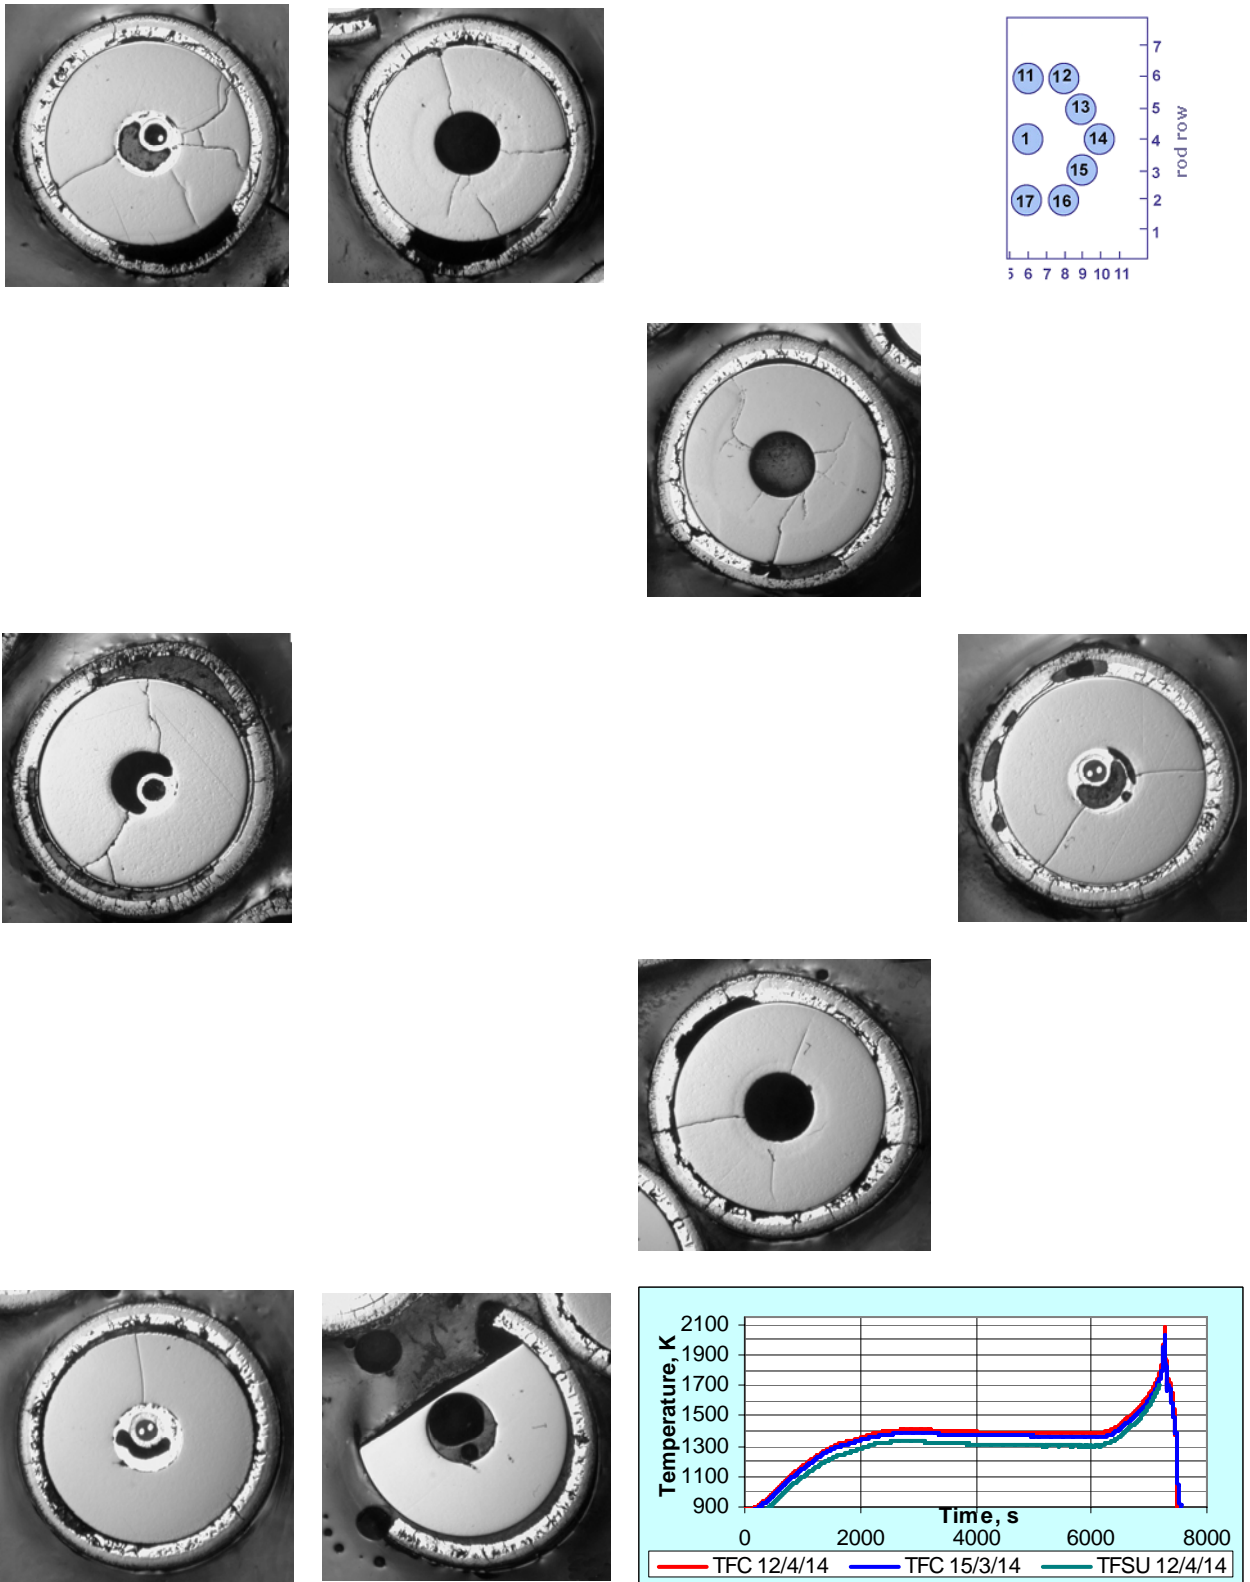 7
11 12 6
13 5
1 14 4
15 3
17 16 2
1
rod row
5 6 7 8 9 10 11
2100
1900
1700
1500
1300
1100
900
Temperature, K
0 2000 4000 6000 8000
Time, s
TFC 12/4/14 TFC 15/3/14 TFSU 12/4/14